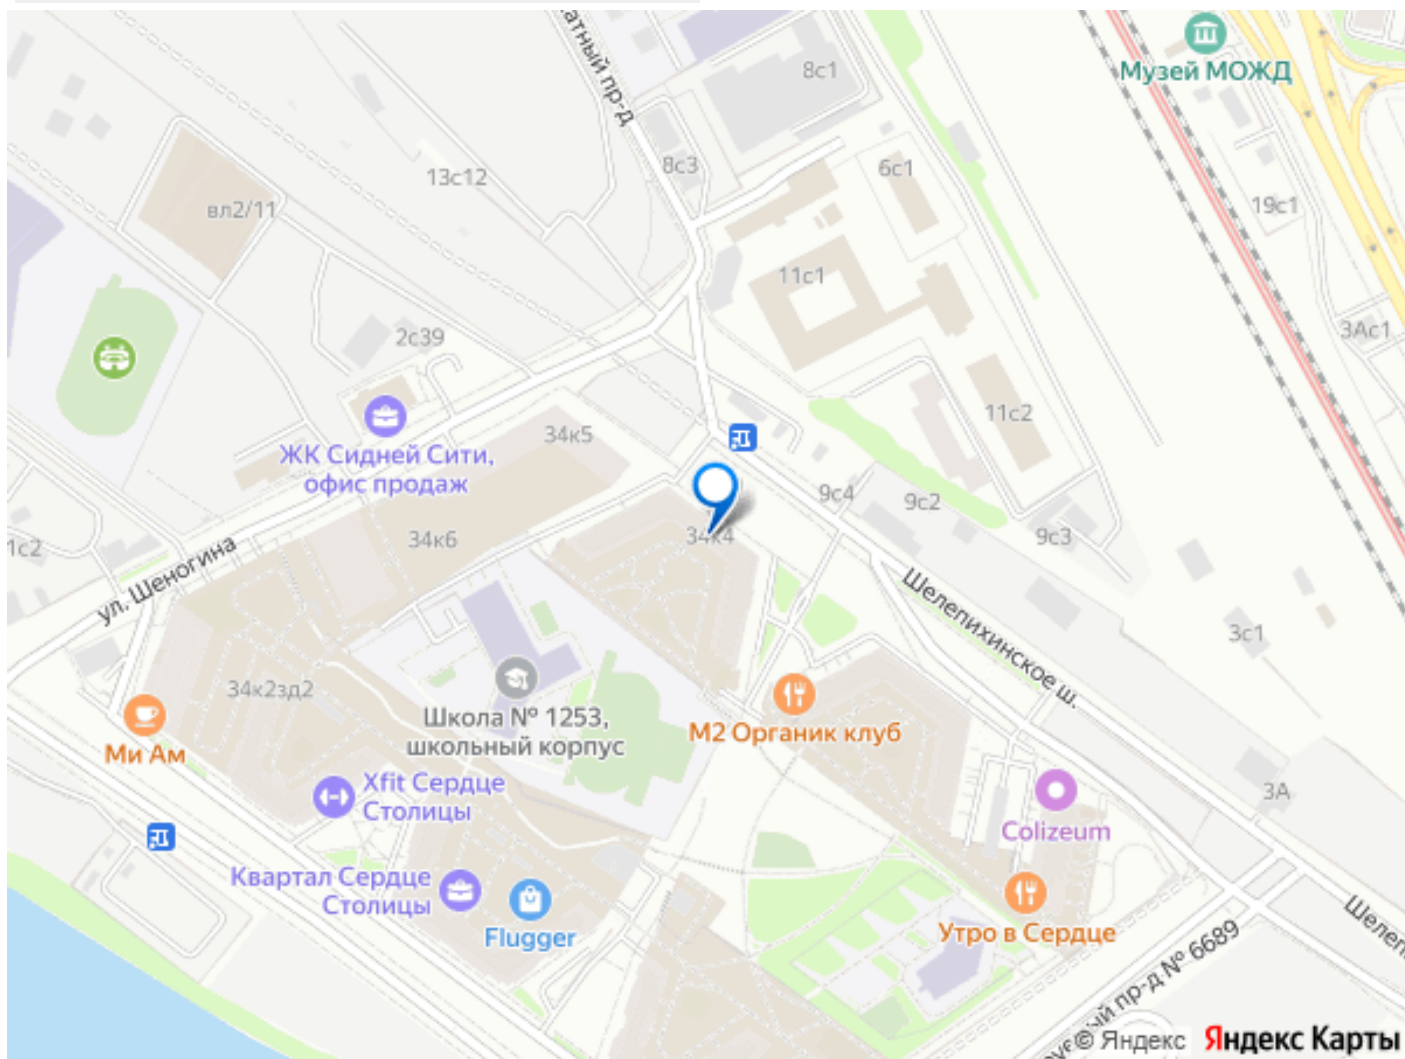 Музей МОЖД
атный пр-д
8с1
8с3
6с1
13с12
19с1
вл2/11
11с1
3Ас1
2с39
11с2
34к5
ЖК Сидней Сити,
офис продаж
9с4
9с2
9с3
34к4
34к6
1с2
ул. Шеногина
Шелепихинское ш.
3с1
34к2зд2
Школа № 1253,
школьный корпус
М2 Органик клуб
Ми Ам
Xfit Сердце
Столицы
3А
Colizeum
Квартал Сердце
Столицы
Flugger
Утро в Сердце
Шелеп
ый пр-д № 6689
© Яндекс Яндекс Карты